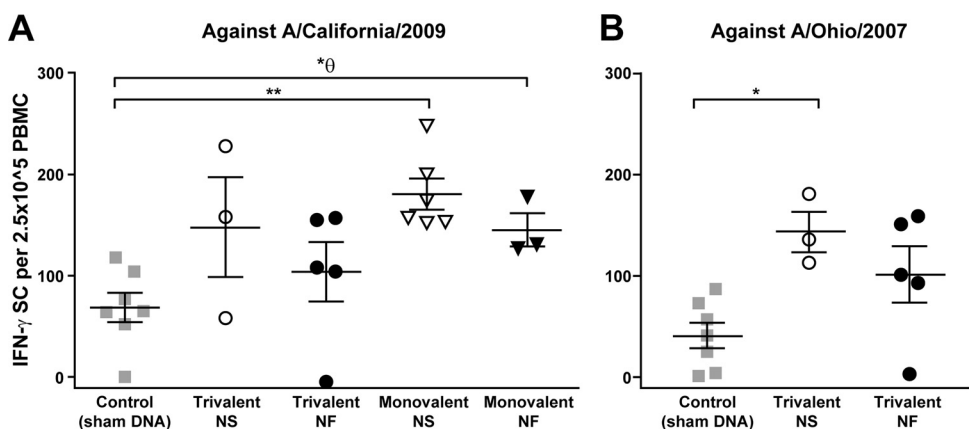 A
Against A/California/2009
IFN-γ SC per 2.5x10^5 PBMC
300
200
100
0
*θ
**
Control
(sham DNA)
Trivalent
NS
Trivalent
NF
Monovalent
NS
Monovalent
NF
B
Against A/Ohio/2007
300
200
100
0
*
Control
(sham DNA)
Trivalent
NS
Trivalent
NF